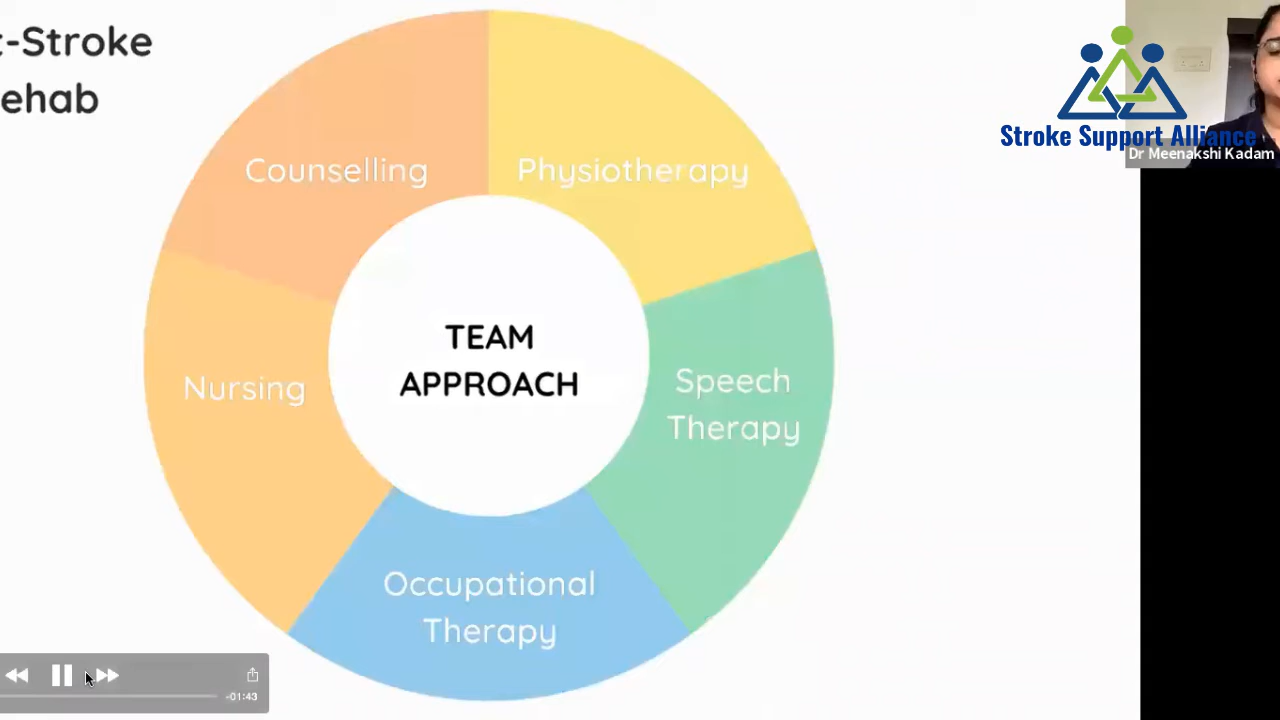 -Stroke
ehab
Counselling
Physiotherapy
TEAM
APPROACH
Nursing
Speech
Therapy
Occupational
Therapy
Stroke Support Alliance
Dr Meenakshi Kadam
-01:43